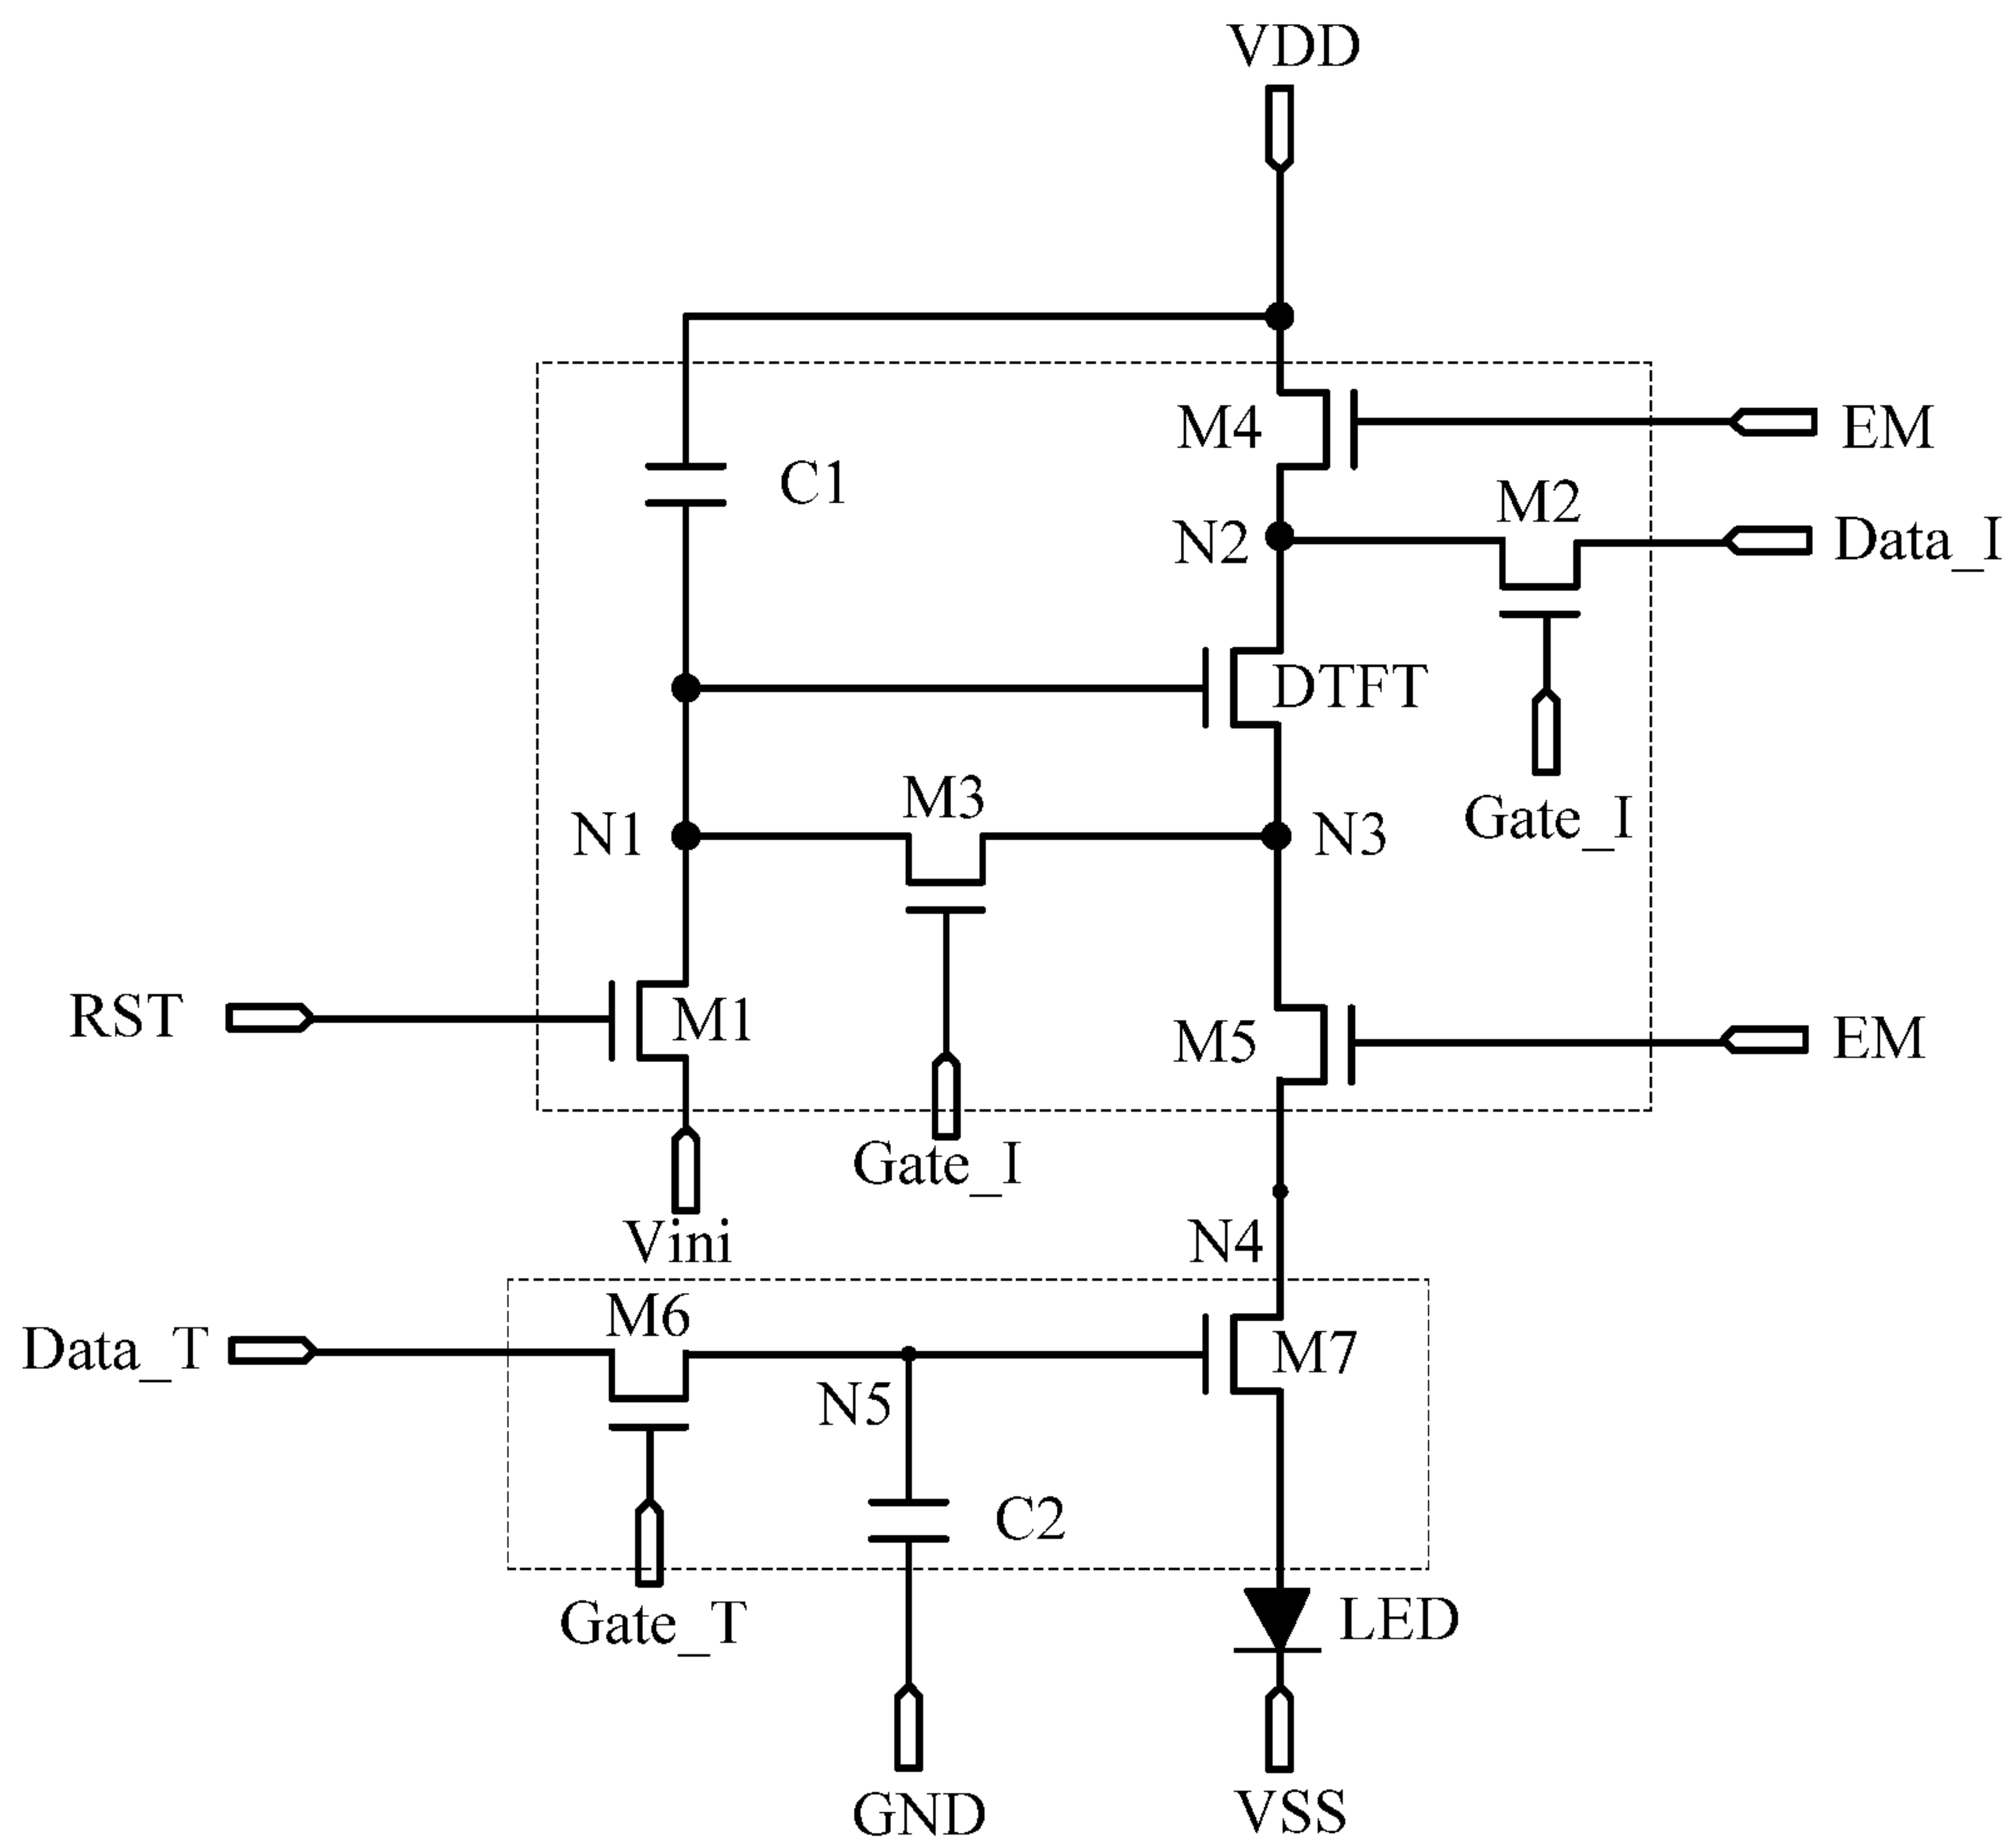 VDD
M4
EM
C1
M2
N2
Data_I
DTFT
M3
N1
N3
Gate_I
RST
M1
M5
EM
Gate_I
Vini
N4
M6
Data_T
M7
N5
C2
Gate_T
LED
GND
VSS